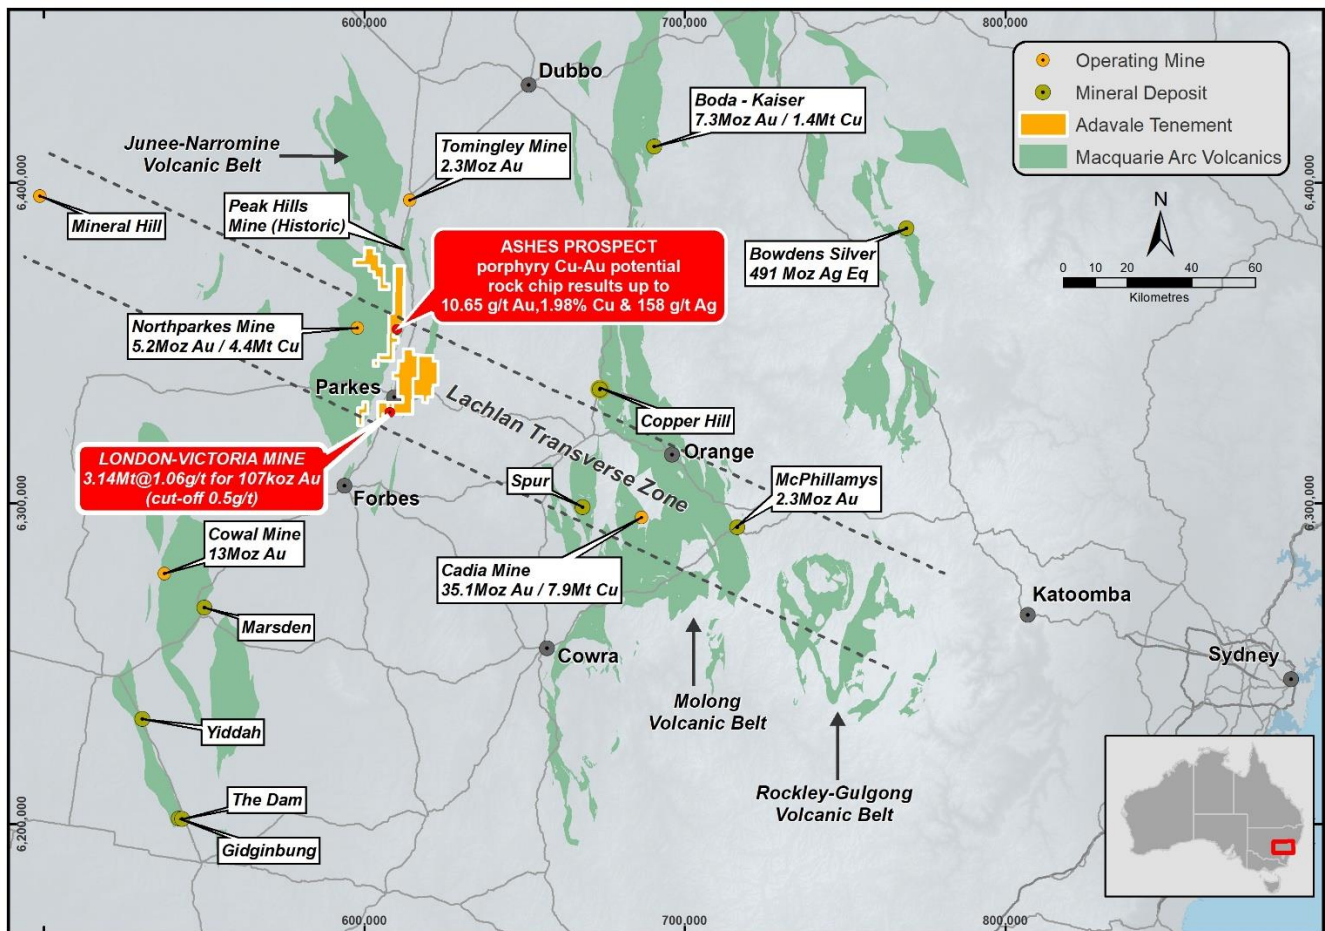 600,000
700,000
800,000
Operating Mine
Mineral Deposit
Adavale Tenement
Macquarie Arc Volcanics
N
0 10 20 30 40 60
Kilometres
Dubbo
Boda - Kaiser
7.3Moz Au / 1.4Mt Cu
Junee-Narromine
Volcanic Belt
Tomingley Mine
2.3Moz Au
6,400,000
6,400,000
Mineral Hill
Peak Hills
Mine (Historic)
ASHES PROSPECT
porphyry Cu-Au potential
rock chip results up to
10.65 g/t Au,1.98% Cu & 158 g/t Ag
Bowdens Silver
491 Moz Ag Eq
Northparkes Mine
5.2Moz Au / 4.4Mt Cu
Parkes
Lachlan Transverse Zone
Copper Hill
Orange
LONDON-VICTORIA MINE
3.14Mt@1.06g/t for 107koz Au
(cut-off 0.5g/t)
Forbes
Spur
McPhillamys
2.3Moz Au
6,300,000
6,300,000
Cowal Mine
13Moz Au
Cadia Mine
35.1Moz Au / 7.9Mt Cu
Marsden
Katoomba
Cowra
Sydney
Molong
Volcanic Belt
Yiddah
Rockley-Gulgong
Volcanic Belt
The Dam
Gidginbung
6,200,000
6,200,000
600,000
700,000
800,000